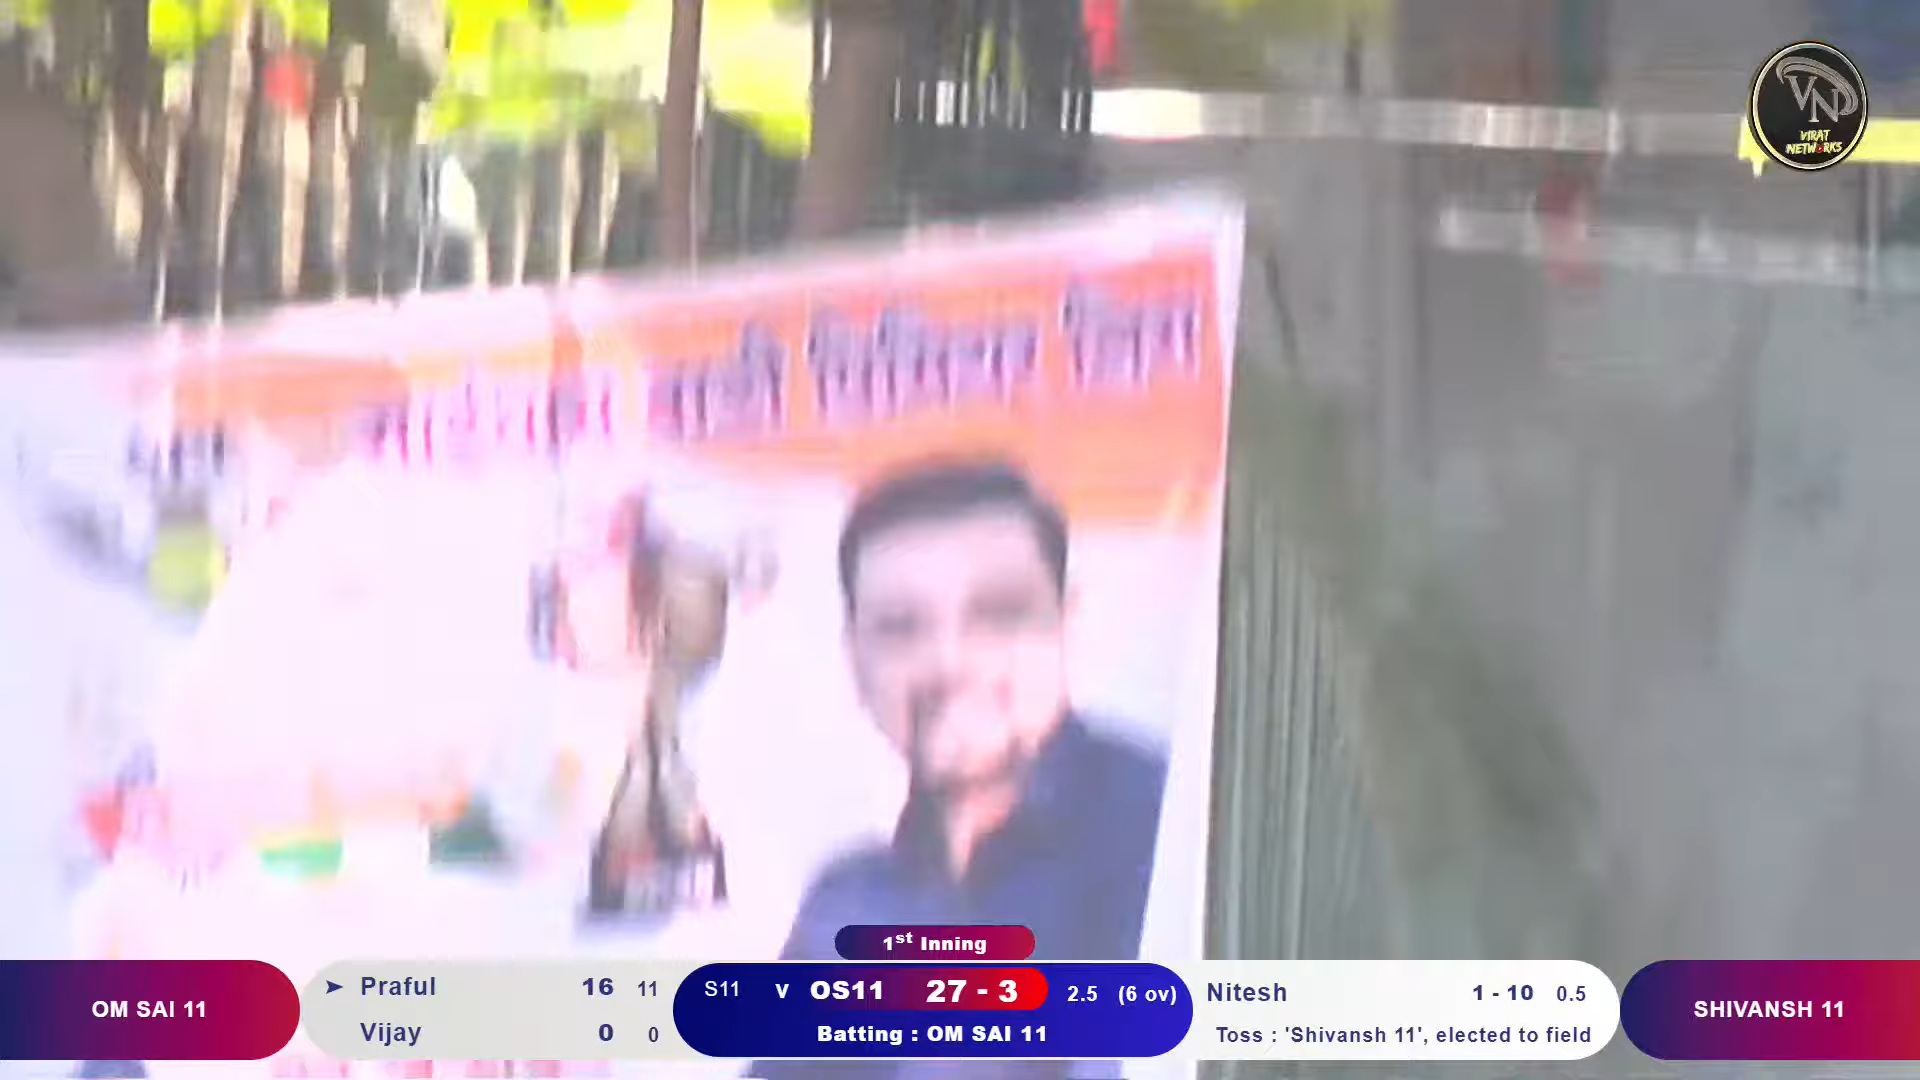 VN
VIRAT
NETWORKS
1st Inning
OM SAI 11
Praful 16 11
Vijay 0 0
S11 v OS11 27 - 3 2.5 (6 ov)
Batting : OM SAI 11
Nitesh 1 - 10 0.5
Toss : 'Shivansh 11', elected to field
SHIVANSH 11